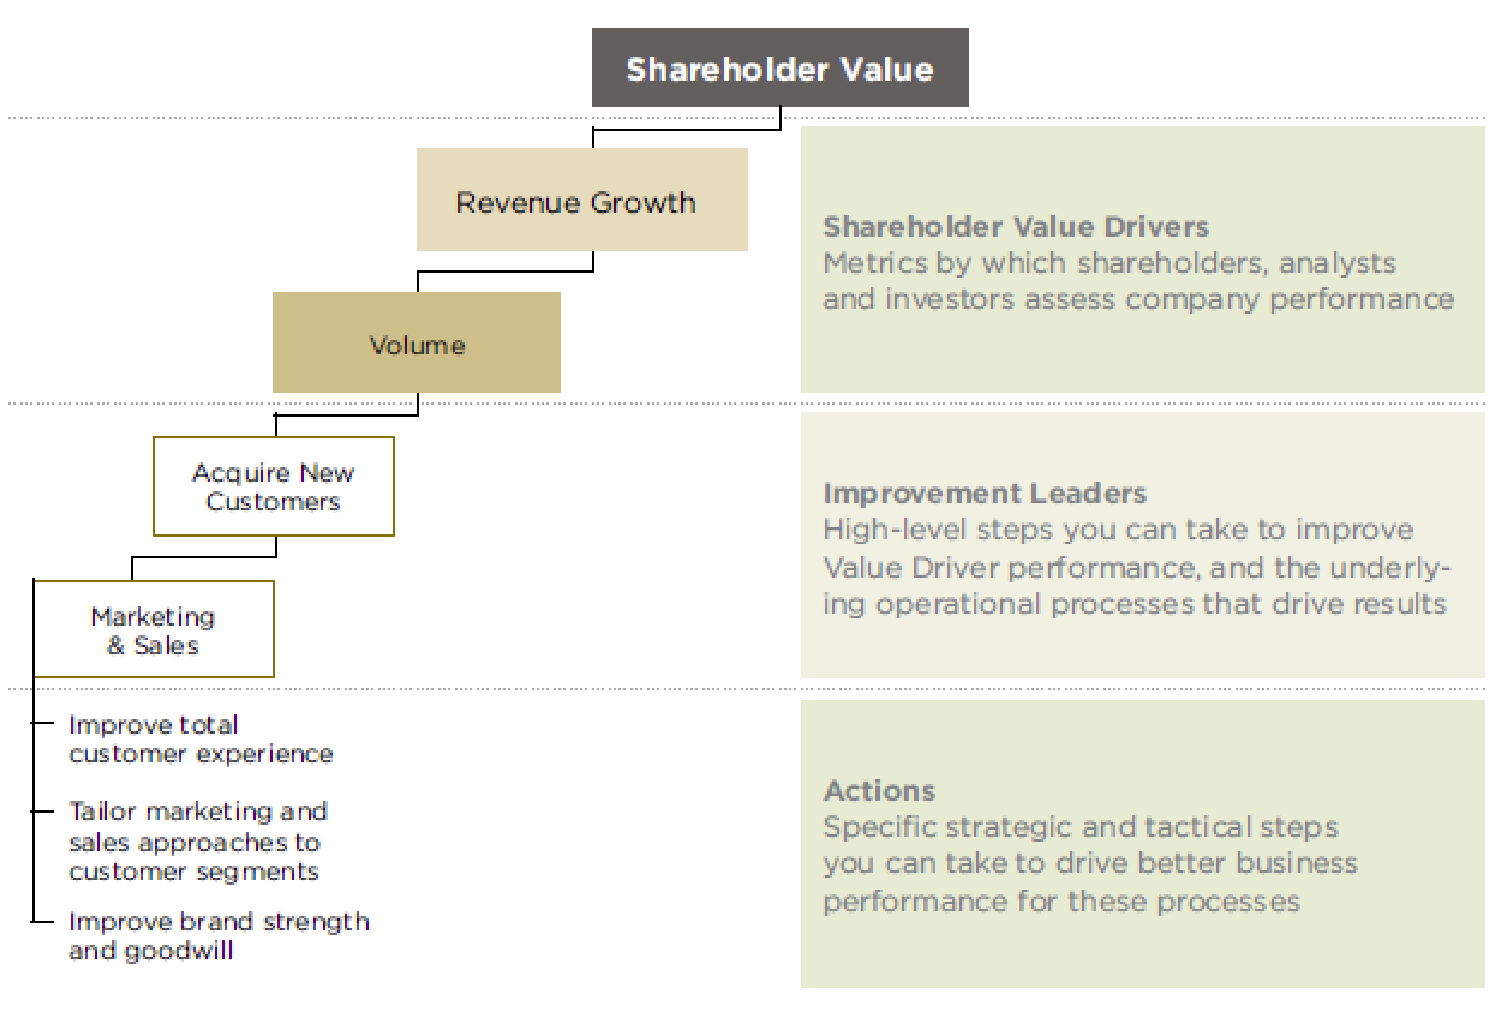 Shareholder Value
Revenue Growth
Volume
Shareholder Value Drivers
Metrics by which shareholders, analysts
and investors assess company performance
Acquire New
Customers
Marketing
& Sales
Improvement Leaders
High-level steps you can take to improve
Value Driver performance, and the underly-
ing operational processes that drive results
Improve total
customer experience
Tailor marketing and
sales approaches to
customer segments
Improve brand strength
and goodwill
Actions
Specific strategic and tactical steps
you can take to drive better business
performance for these processes